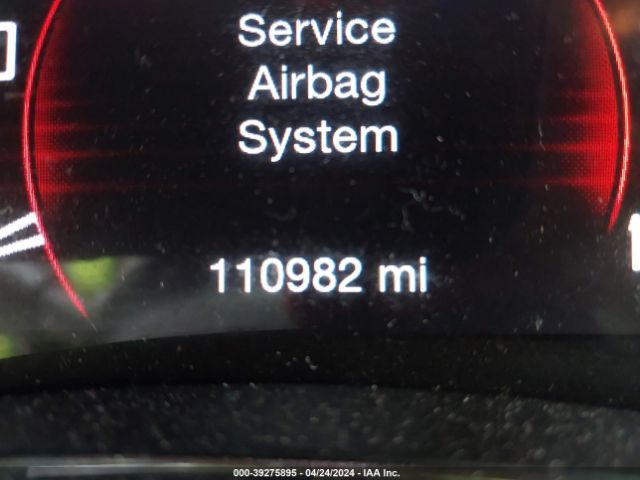 Service
Airbag
System
110982 mi
000-39275895 - 04/24/2024 - IAA Inc.